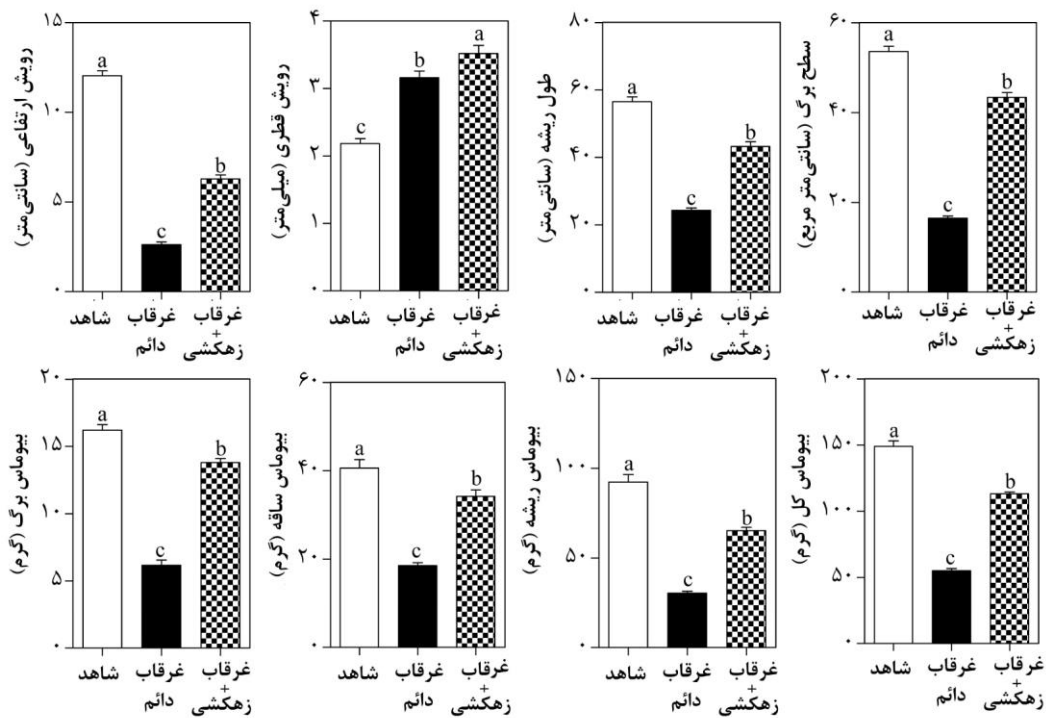 رویش ارتفاعی (سانتی‌متر)
۱۵
۱۰
۵
۰
a
c
b
شاهد
غرقاب
دائم
غرقاب
+
زهکشی
رویش قطری (میلی‌متر)
۴
۳
۲
۱
۰
c
b
a
شاهد
غرقاب
دائم
غرقاب
+
زهکشی
طول ریشه (سانتی‌متر)
۸۰
۶۰
۴۰
۲۰
۰
a
c
b
شاهد
غرقاب
دائم
غرقاب
+
زهکشی
سطح برگ (سانتی‌متر مربع)
۶۰
۴۰
۲۰
۰
a
c
b
شاهد
غرقاب
دائم
غرقاب
+
زهکشی
بیوماس برگ (گرم)
۲۰
۱۵
۱۰
۵
۰
a
c
b
شاهد
غرقاب
دائم
غرقاب
+
زهکشی
بیوماس ساقه (گرم)
۶۰
۴۰
۲۰
۰
a
c
b
شاهد
غرقاب
دائم
غرقاب
+
زهکشی
بیوماس ریشه (گرم)
۱۵۰
۱۰۰
۵۰
۰
a
c
b
شاهد
غرقاب
دائم
غرقاب
+
زهکشی
بیوماس کل (گرم)
۲۰۰
۱۵۰
۱۰۰
۵۰
۰
a
c
b
شاهد
غرقاب
دائم
غرقاب
+
زهکشی